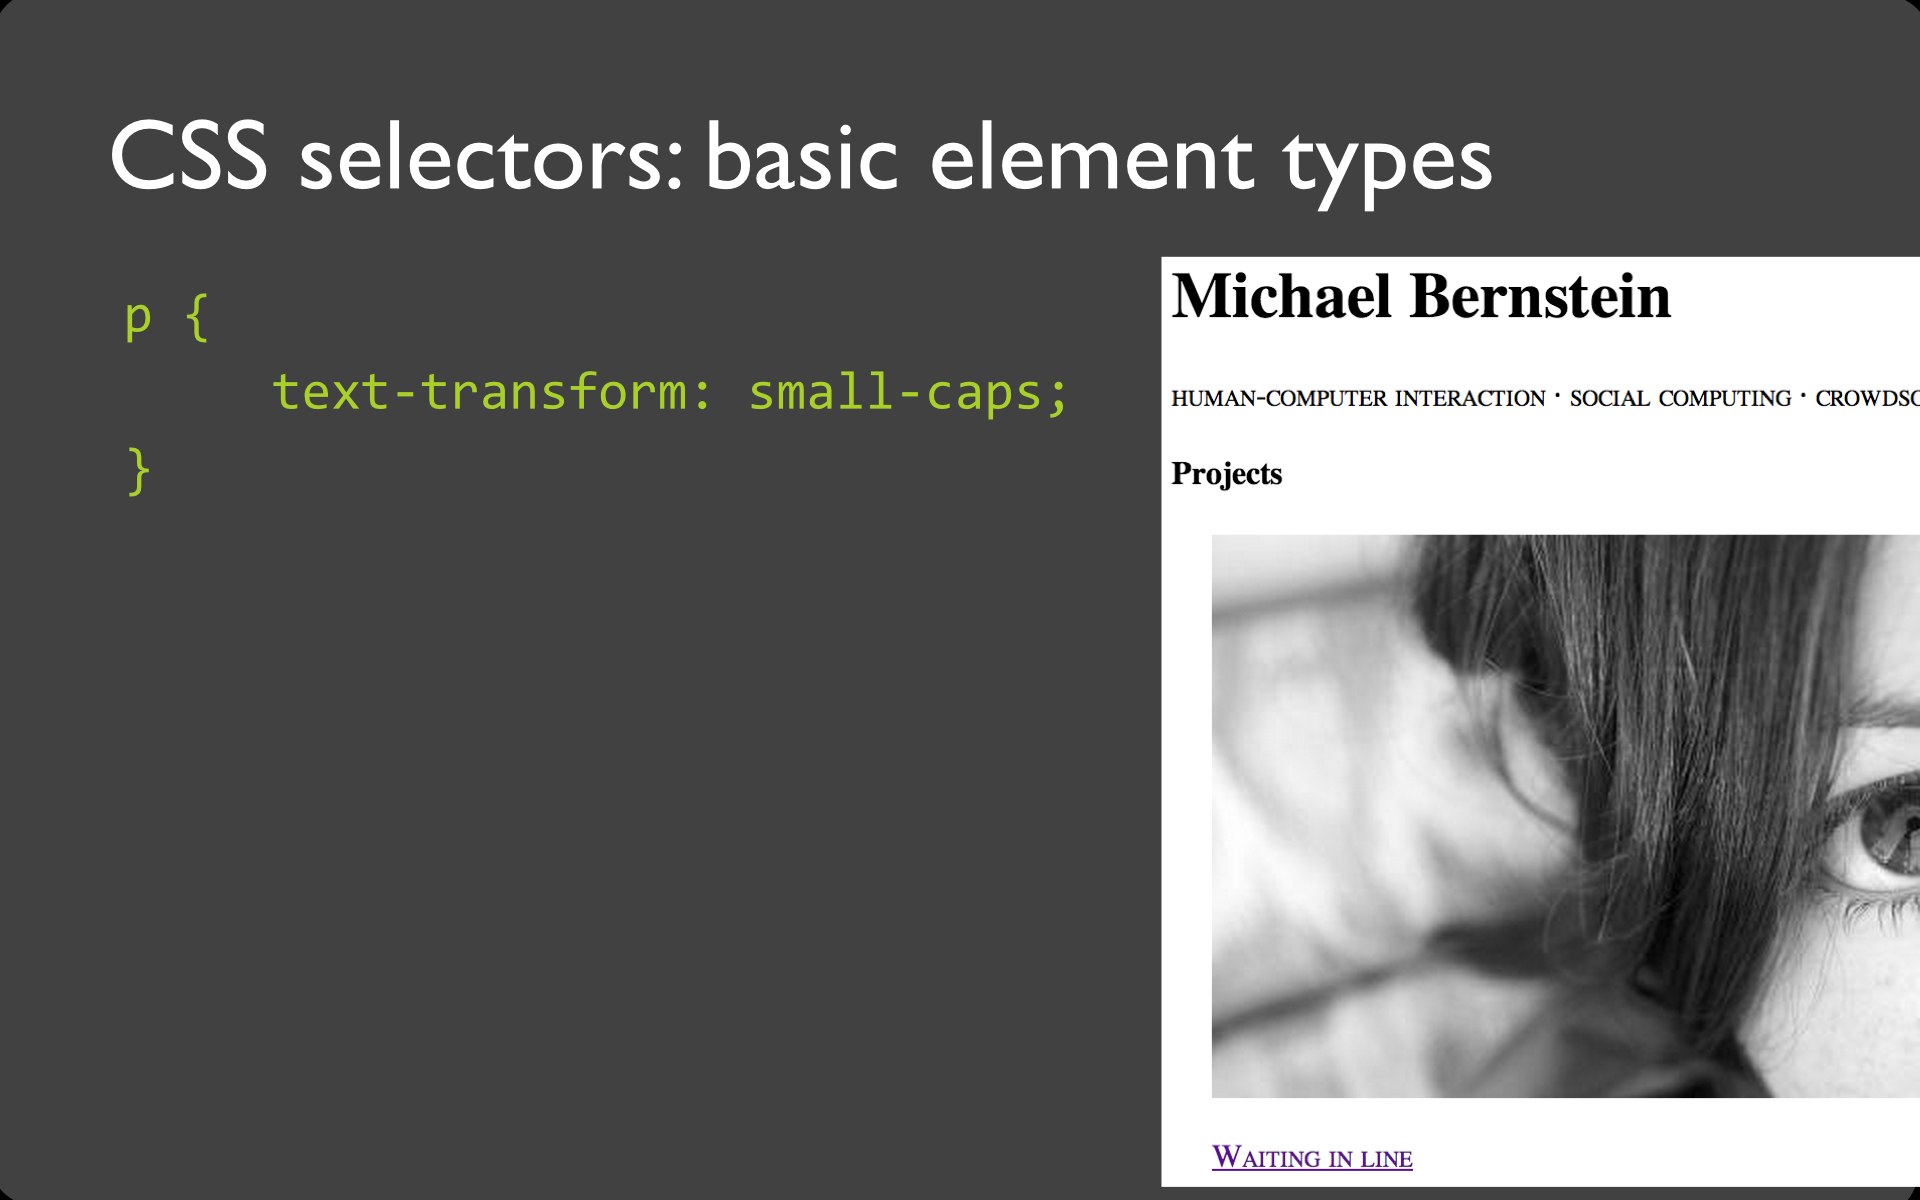 CSS selectors: basic element types
p {
text-transform: small-caps;
}
Michael Bernstein
HUMAN-COMPUTER INTERACTION · SOCIAL COMPUTING ·
Projects
WAITING IN LINE